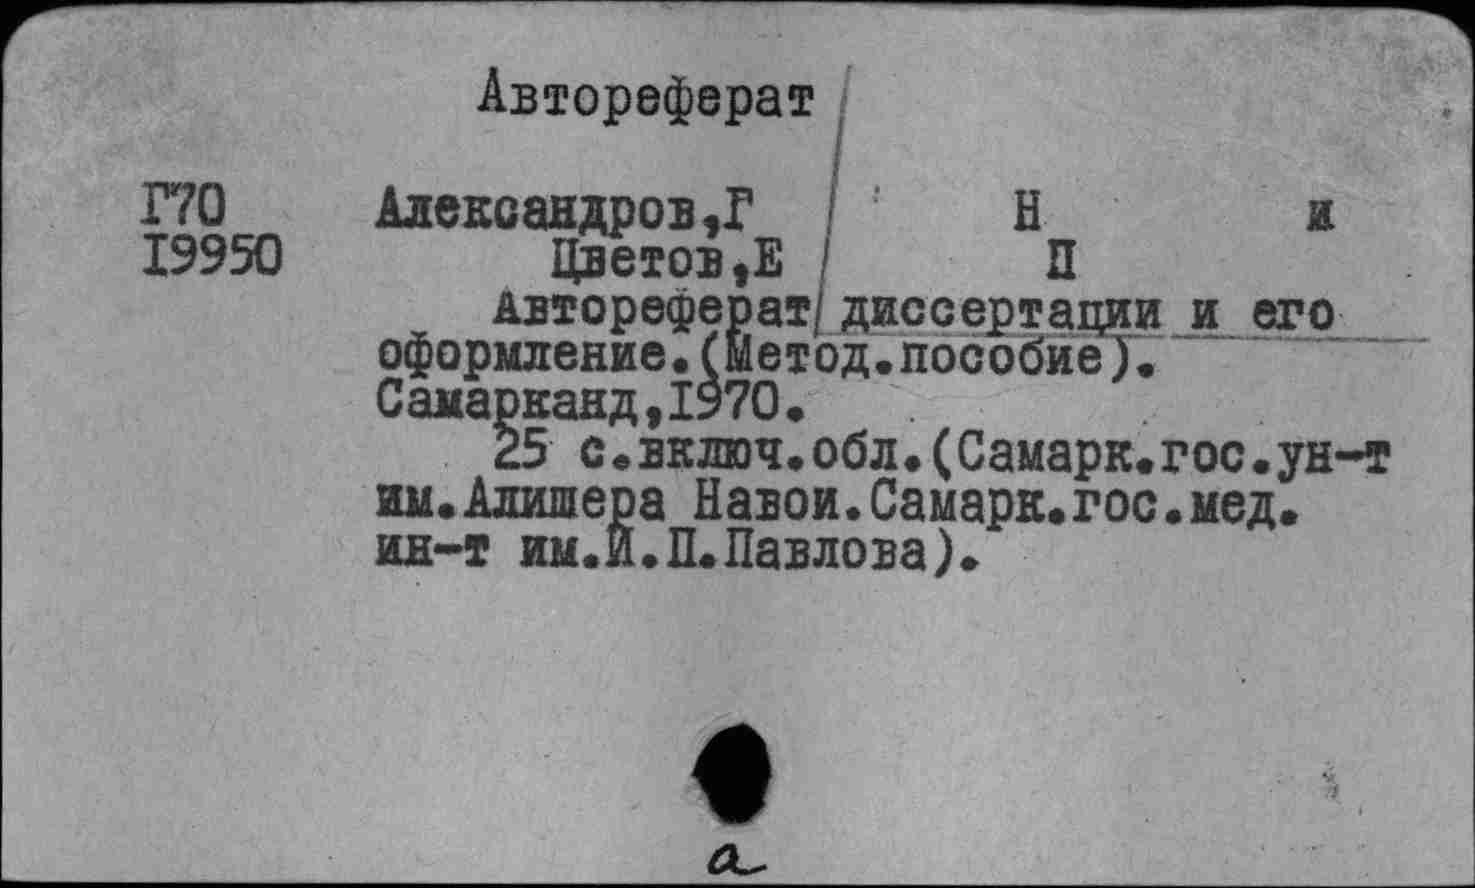 Автореферат
Г70 Александров,Г Н и
19950 Цветов,Е П
Автореферат диссертации и его
оформление.(Метод.пособие).
Самарканд,1970.
25 с.включ.обл.(Самарк.гос.ун-т
им.Алишера Навои.Самарк.гос.мед.
ин-т им.И.П.Павлова).
а